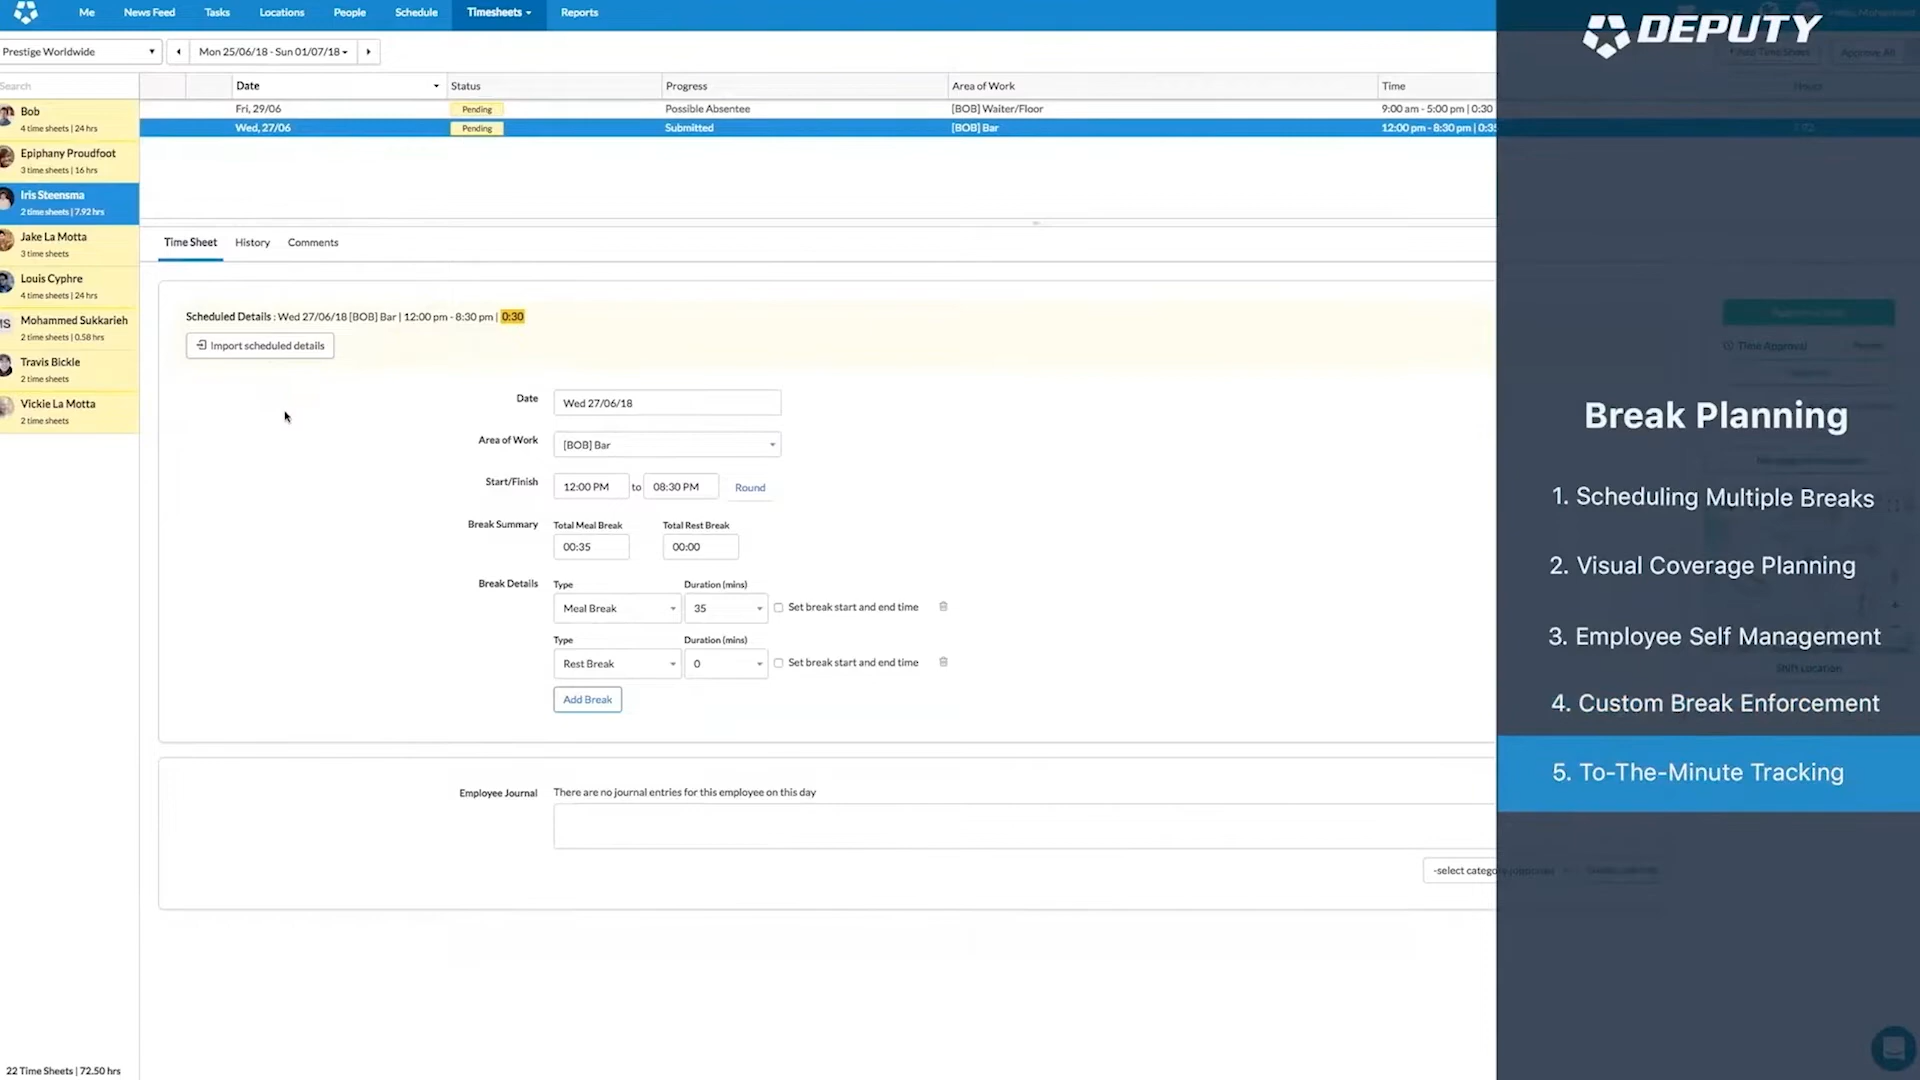 Me News Feed Tasks Locations People Schedule Timesheets Reports
DEPUTY
Prestige Worldwide
Mon 25/06/18 - Sun 01/07/18
Approve All
Search
Date Status Progress Area of Work Time
Fri, 29/06 Pending Possible Absentee [BOB] Waiter/Floor 9:00 am - 5:00 pm | 0:30
Wed, 27/06 Pending Submitted [BOB] Bar 12:00 pm - 8:30 pm | 0:35
Bob
4 time sheets | 24 hrs
Epiphany Proudfoot
3 time sheets | 16 hrs
Iris Steensma
2 time sheets | 7.92 hrs
Jake La Motta
3 time sheets
Louis Cyphre
4 time sheets | 24 hrs
MS
Mohammed Sukkarieh
2 time sheets | 0.58 hrs
Travis Bickle
2 time sheets
Vickie La Motta
2 time sheets
22 Time Sheets | 72.50 hrs
Time Sheet History Comments
Scheduled Details : Wed 27/06/18 [BOB] Bar | 12:00 pm - 8:30 pm | 0:30
Import scheduled details
Date Wed 27/06/18
Area of Work [BOB] Bar
Start/Finish 12:00 PM to 08:30 PM Round
Break Summary Total Meal Break Total Rest Break
00:35 00:00
Break Details Type Duration (mins)
Meal Break 35 Set break start and end time
Type Duration (mins)
Rest Break 0 Set break start and end time
Add Break
Employee Journal There are no journal entries for this employee on this day
-select category
Time Approval
Break Planning
1. Scheduling Multiple Breaks
2. Visual Coverage Planning
3. Employee Self Management
Shift Location
4. Custom Break Enforcement
5. To-The-Minute Tracking